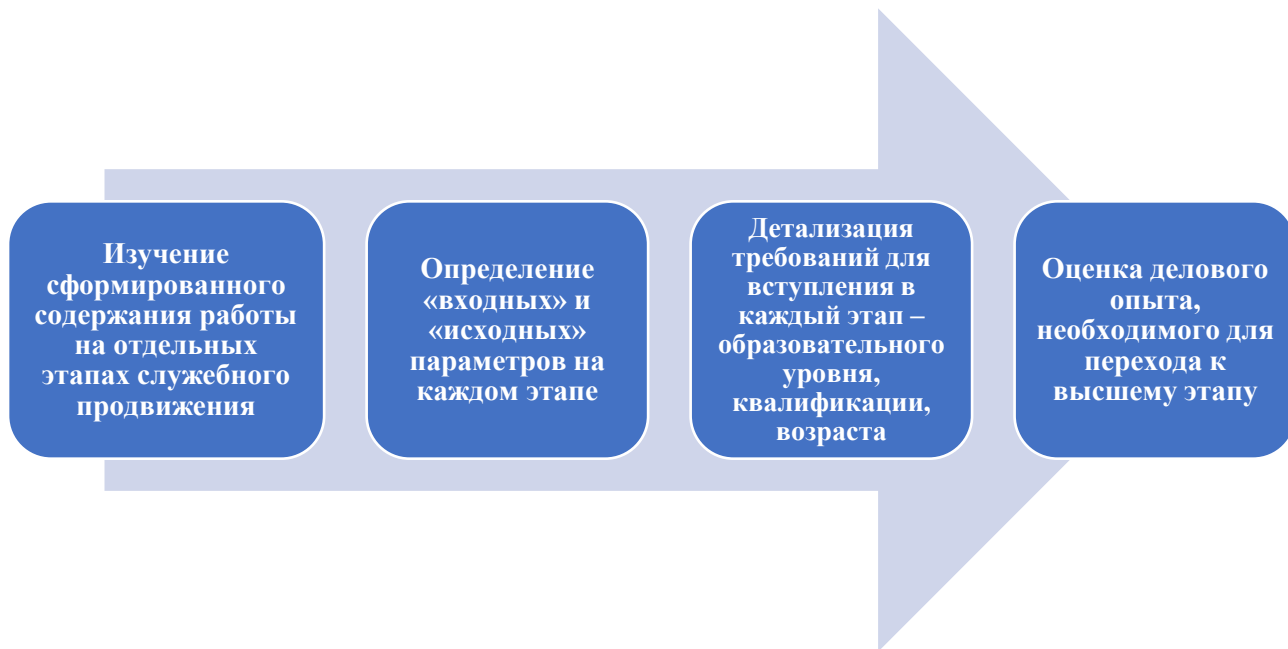 Изучение
сформированного
содержания работы
на отдельных
этапах служебного
продвижения
Определение
«входных» и
«исходных»
параметров на
каждом этапе
Детализация
требований для
вступления в
каждый этап –
образовательного
уровня,
квалификации,
возраста
Оценка делового
опыта,
необходимого для
перехода к
высшему этапу